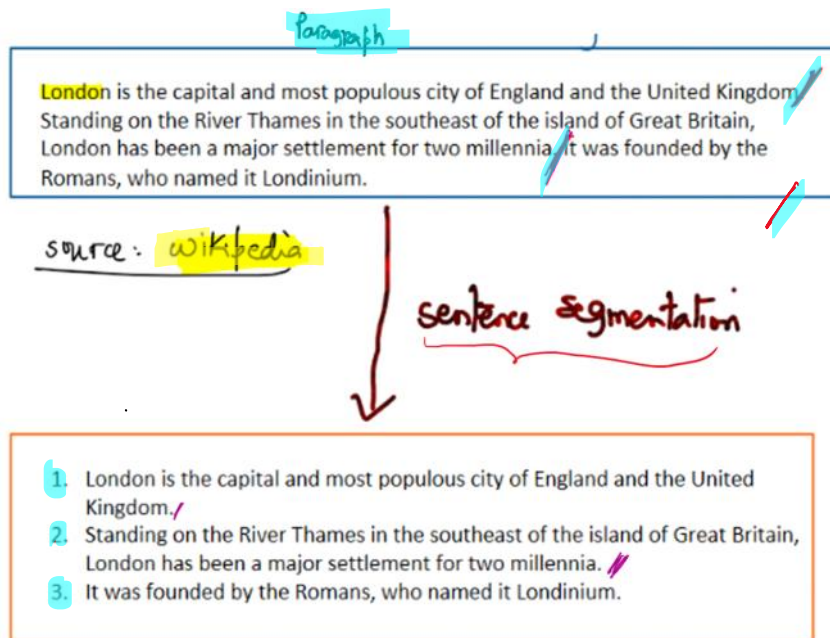 Paragraph
London is the capital and most populous city of England and the United Kingdom
Standing on the River Thames in the southeast of the island of Great Britain,
London has been a major settlement for two millennia. It was founded by the
Romans, who named it Londinium.
source: wikipedia
sentence segmentation
1. London is the capital and most populous city of England and the United
Kingdom.
2. Standing on the River Thames in the southeast of the island of Great Britain,
London has been a major settlement for two millennia.
3. It was founded by the Romans, who named it Londinium.